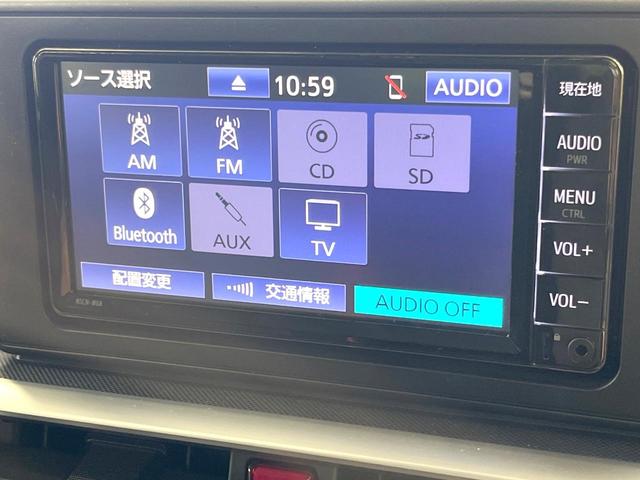 ソース選択
10:59
AUDIO
現在地
AM
FM
CD
SD
AUDIO
PWR
Bluetooth
AUX
TV
MENU
CTRL
VOL+
配置変更
交通情報
AUDIO OFF
VOL−